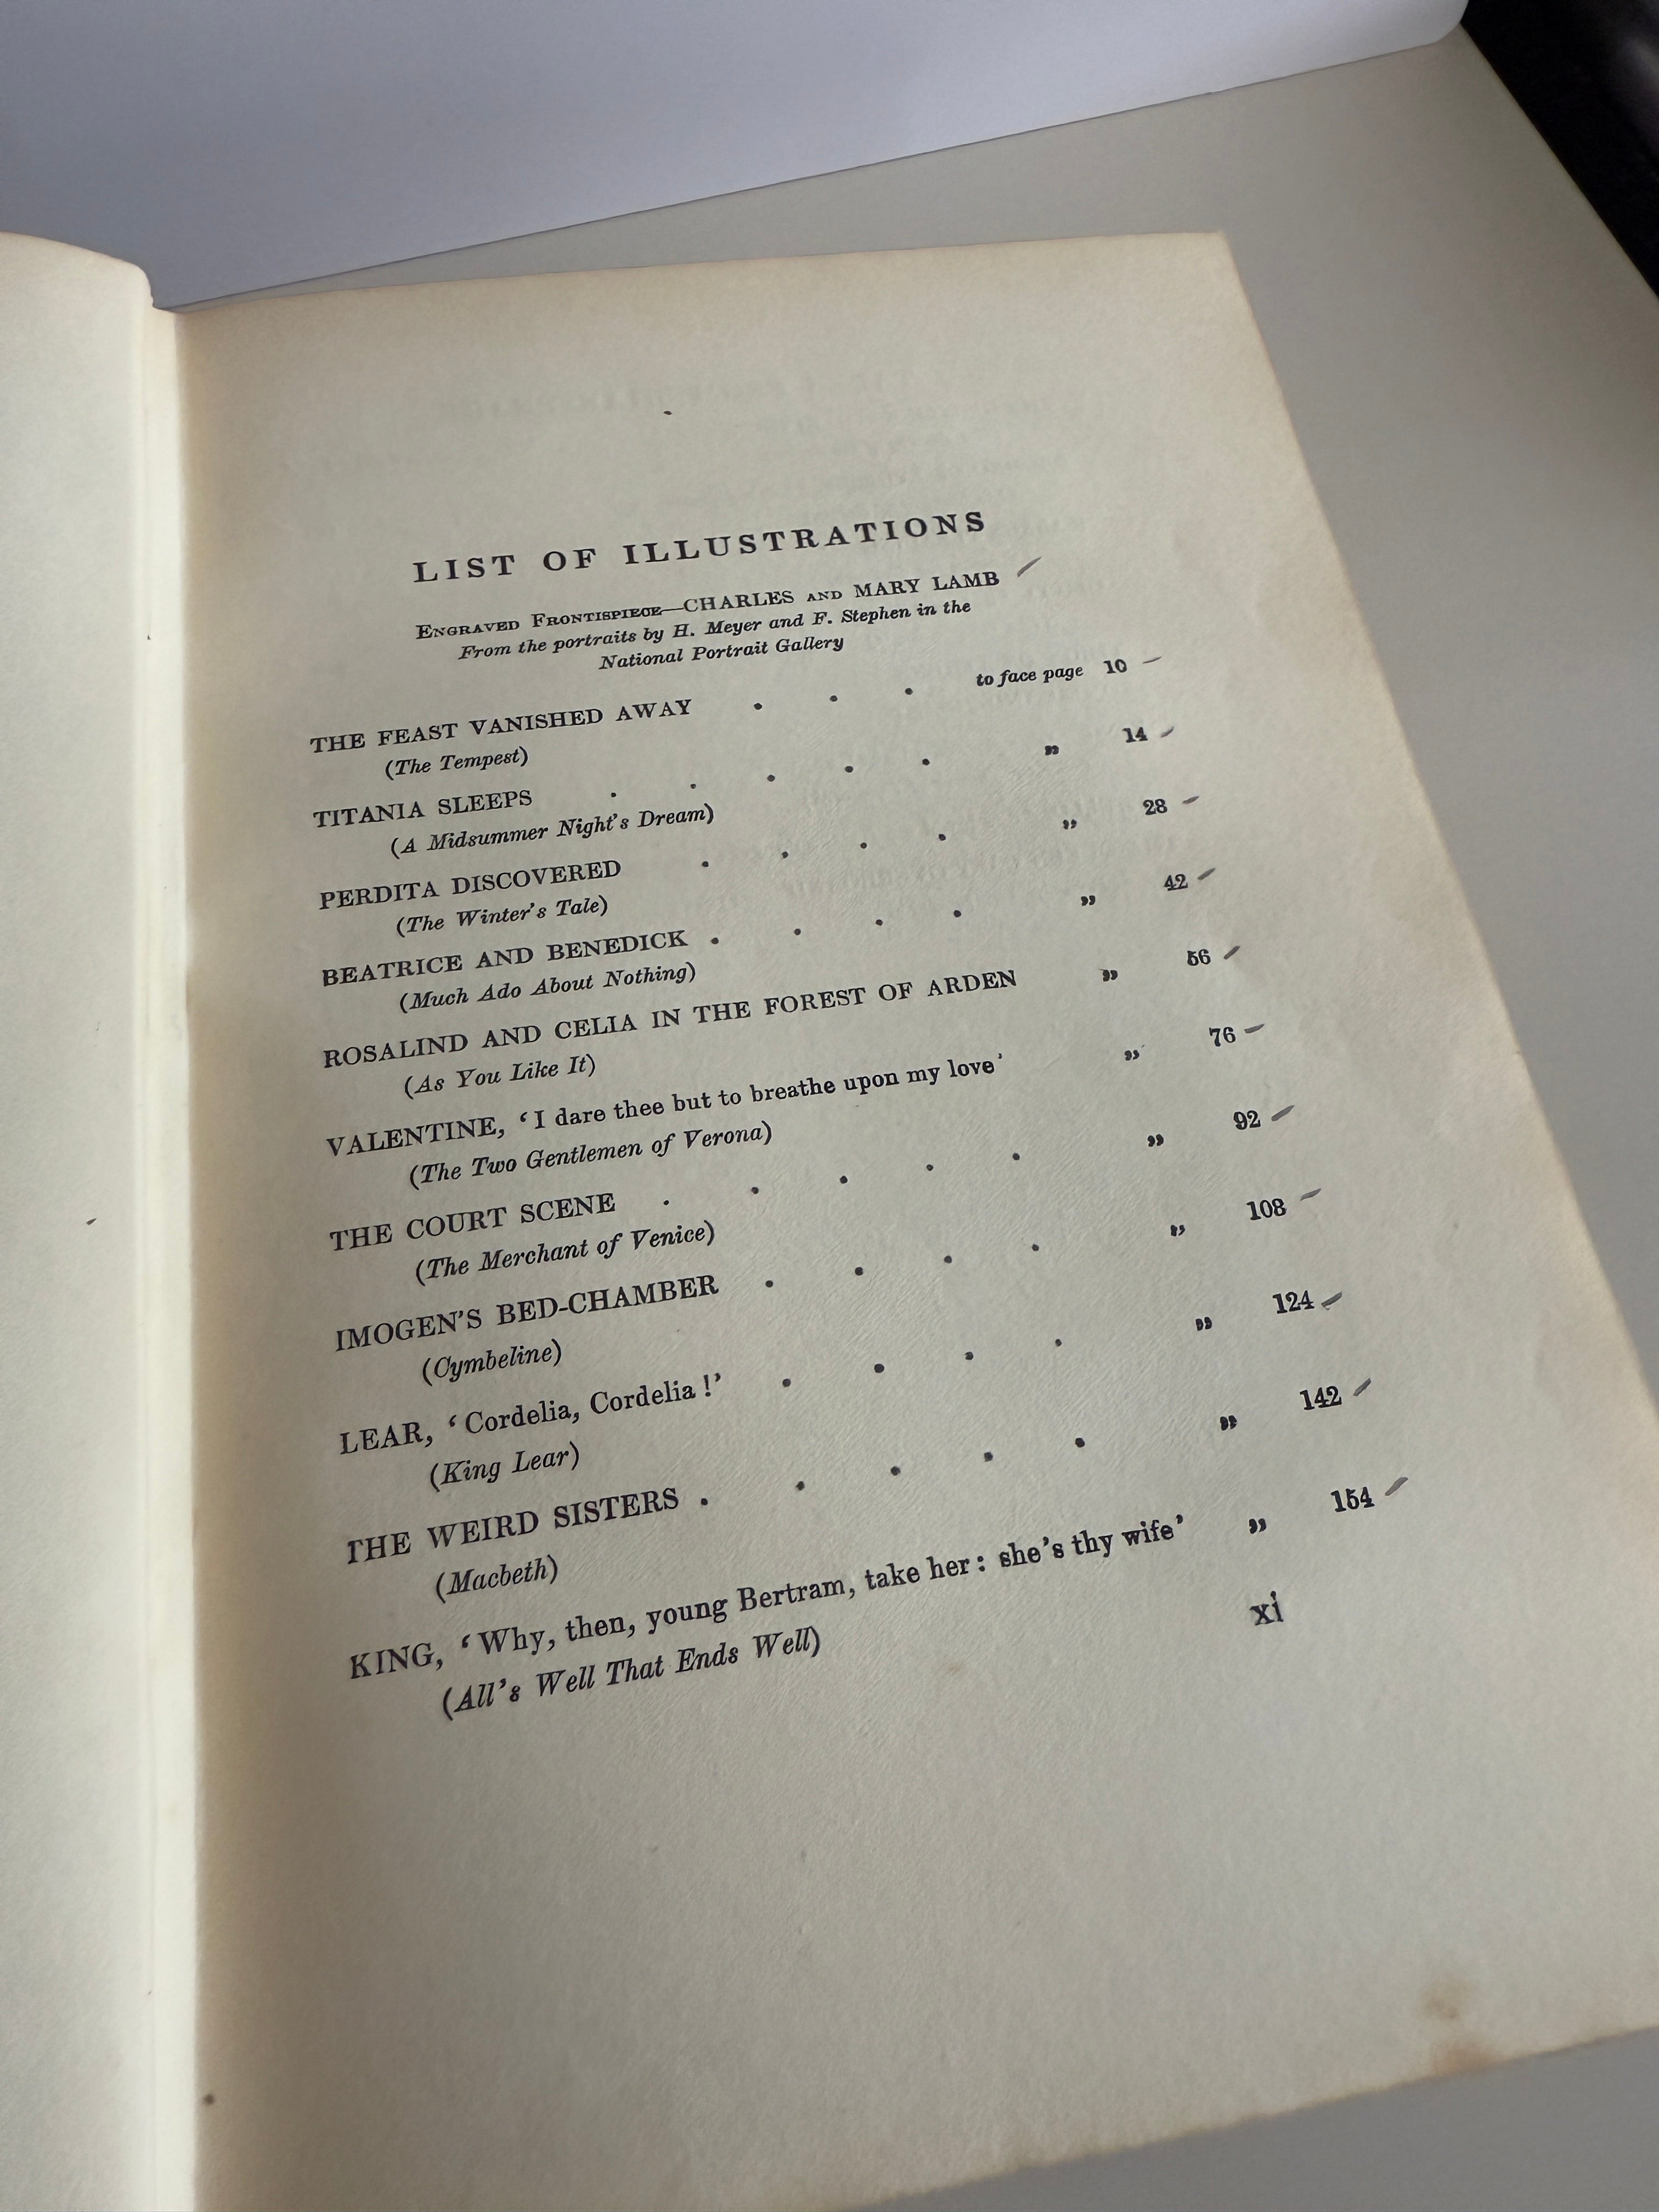 LIST OF ILLUSTRATIONS
ENGRAVED FRONTISPIECE—CHARLES AND MARY LAMB
From the portraits by H. Meyer and F. Stephen in the
National Portrait Gallery
THE FEAST VANISHED AWAY . . . to face page 10
(The Tempest)
TITANIA SLEEPS . . . . . „ 14
(A Midsummer Night's Dream)
PERDITA DISCOVERED . . . . „ 28
(The Winter's Tale)
BEATRICE AND BENEDICK . . . . „ 42
(Much Ado About Nothing)
ROSALIND AND CELIA IN THE FOREST OF ARDEN „ 56
(As You Like It)
VALENTINE, ‘I dare thee but to breathe upon my love’ „ 76
(The Two Gentlemen of Verona)
THE COURT SCENE . . . . . „ 92
(The Merchant of Venice)
IMOGEN'S BED-CHAMBER . . . . „ 108
(Cymbeline)
LEAR, ‘Cordelia, Cordelia!’ . . . . „ 124
(King Lear)
THE WEIRD SISTERS . . . . . „ 142
(Macbeth)
KING, ‘Why, then, young Bertram, take her: she's thy wife’ „ 154
(All's Well That Ends Well)
xi